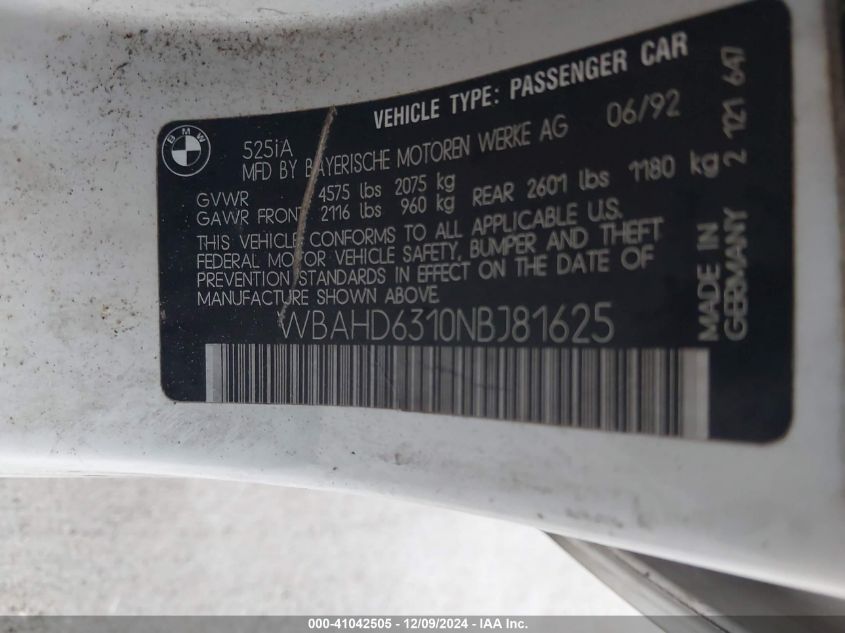 BMW
VEHICLE TYPE: PASSENGER CAR
525iA
MFD BY BAYERISCHE MOTOREN WERKE AG 06/92
GVWR 4575 lbs 2075 kg
GAWR FRONT 2116 lbs 960 kg REAR 2601 lbs 1180 kg
THIS VEHICLE CONFORMS TO ALL APPLICABLE U.S.
FEDERAL MOTOR VEHICLE SAFETY, BUMPER AND THEFT
PREVENTION STANDARDS IN EFFECT ON THE DATE OF
MANUFACTURE SHOWN ABOVE.
WBAHD6310NBJ81625
MADE IN
GERMANY
2 121 647
000-41042505 - 12/09/2024 - IAA Inc.